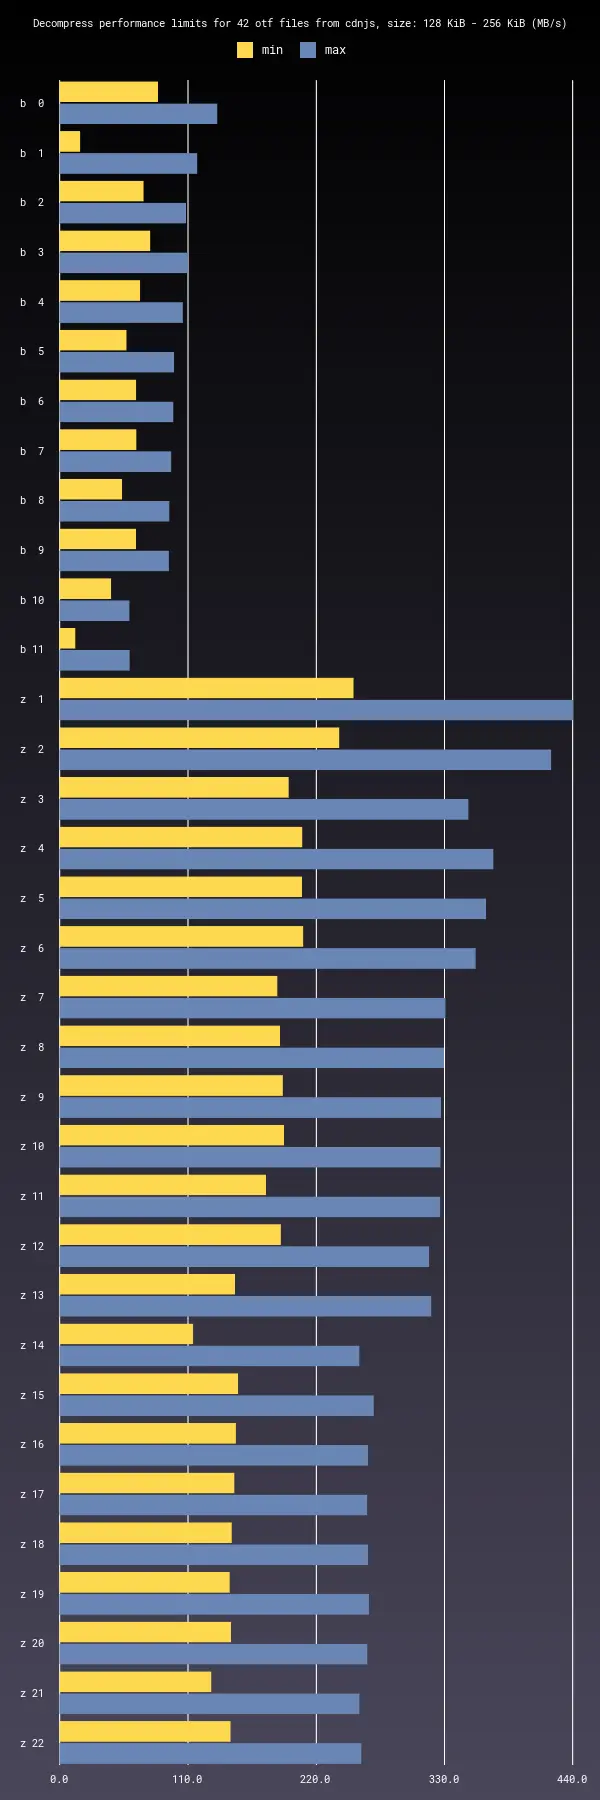 Decompress performance limits for 42 otf files from cdnjs, size: 128 KiB - 256 KiB (MB/s)
min max
b 0
b 1
b 2
b 3
b 4
b 5
b 6
b 7
b 8
b 9
b 10
b 11
z 1
z 2
z 3
z 4
z 5
z 6
z 7
z 8
z 9
z 10
z 11
z 12
z 13
z 14
z 15
z 16
z 17
z 18
z 19
z 20
z 21
z 22
0.0 110.0 220.0 330.0 440.0